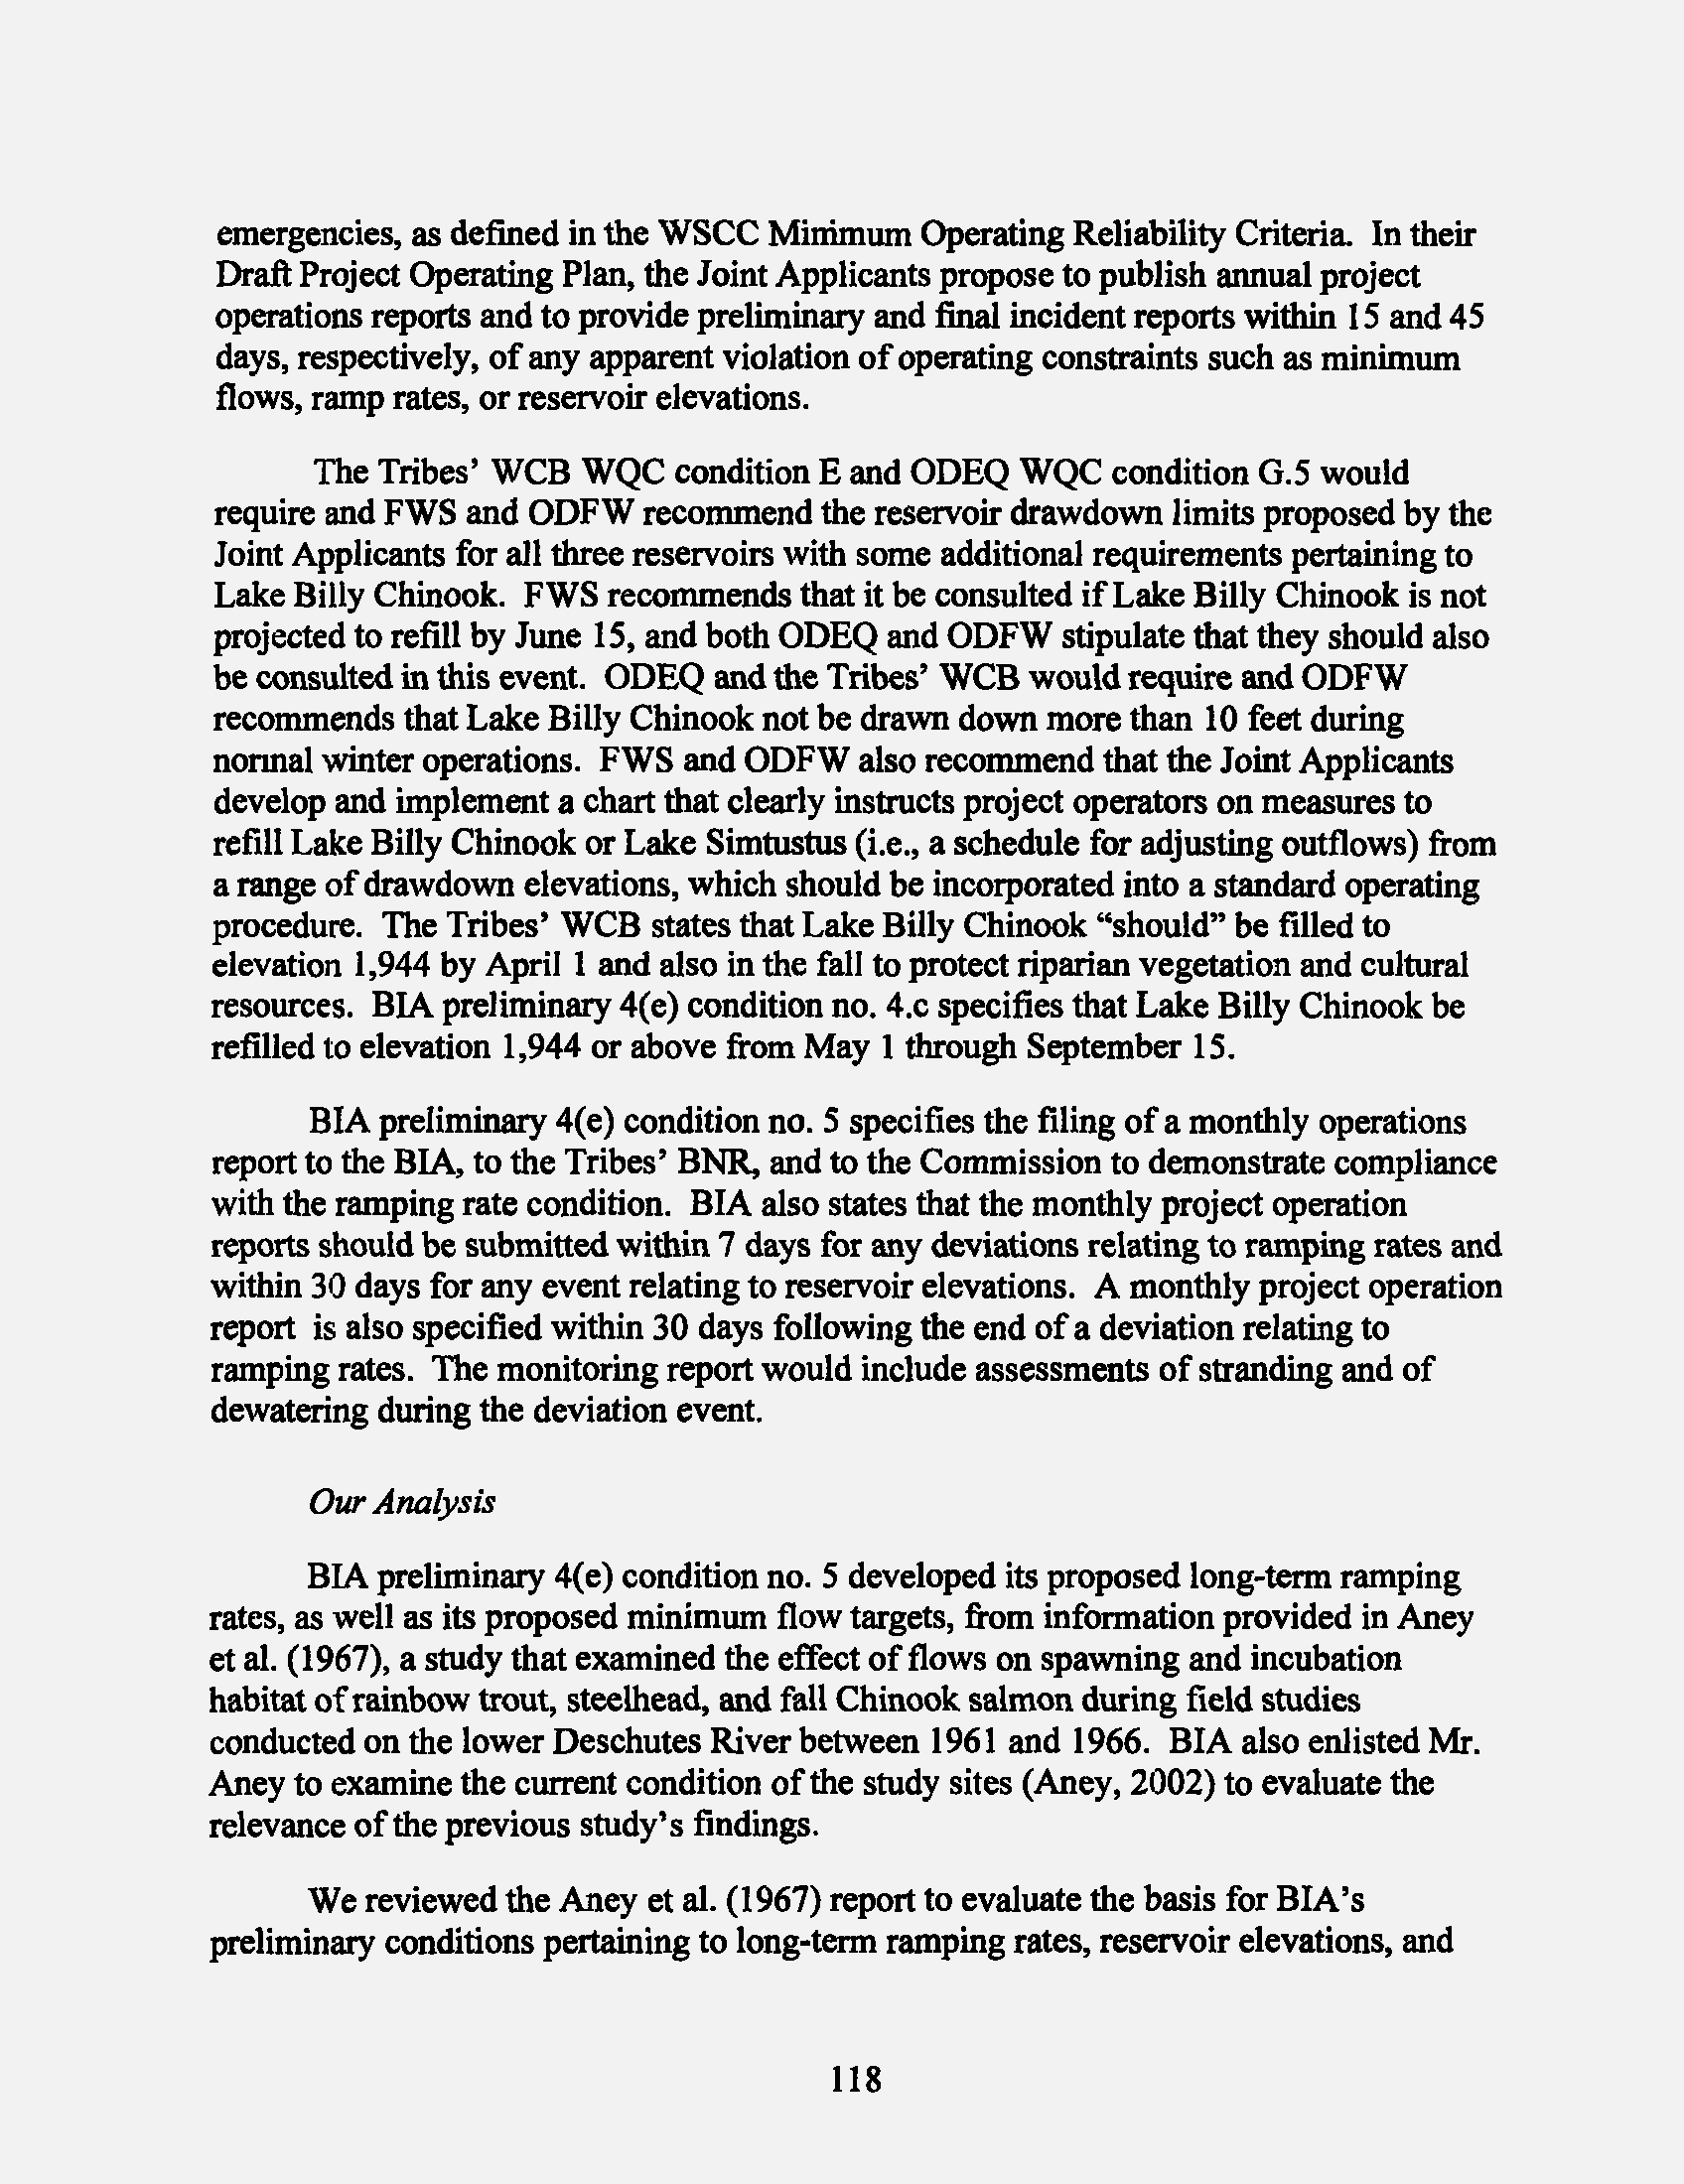 emergencies, as defined in the WSCC Minimum Operating Reliability Criteria. In their
Draft Project Operating Plan, the Joint Applicants propose to publish annual project
operations reports and to provide preliminary and final incident reports within 15 and 45
days, respectively, of any apparent violation of operating constraints such as minimum
flows, ramp rates, or reservoir elevations.
The Tribes' WCB WQC condition E and ODEQ WQC condition G.5 would
require and FWS and ODFW recommend the reservoir drawdown limits proposed by the
Joint Applicants for all three reservoirs with some additional requirements pertaining to
Lake Billy Chinook. FWS recommends that it be consulted if Lake Billy Chinook is not
projected to refill by June 15, and both ODEQ and ODFW stipulate that they should also
be consulted in this event. ODEQ and the Tribes' WCB would require and ODFW
recommends that Lake Billy Chinook not be drawn down more than 10 feet during
normal winter operations. FWS and ODFW also recommend that the Joint Applicants
develop and implement a chart that clearly instructs project operators on measures to
refill Lake Billy Chinook or Lake Simtustus (i.e., a schedule for adjusting outflows) from
a range of drawdown elevations, which should be incorporated into a standard operating
procedure. The Tribes' WCB states that Lake Billy Chinook “should” be filled to
elevation 1,944 by April 1 and also in the fall to protect riparian vegetation and cultural
resources. BIA preliminary 4(e) condition no. 4.c specifies that Lake Billy Chinook be
refilled to elevation 1,944 or above from May 1 through September 15.
BIA preliminary 4(e) condition no. 5 specifies the filing of a monthly operations
report to the BIA, to the Tribes' BNR, and to the Commission to demonstrate compliance
with the ramping rate condition. BIA also states that the monthly project operation
reports should be submitted within 7 days for any deviations relating to ramping rates and
within 30 days for any event relating to reservoir elevations. A monthly project operation
report is also specified within 30 days following the end of a deviation relating to
ramping rates. The monitoring report would include assessments of stranding and of
dewatering during the deviation event.
Our Analysis
BIA preliminary 4(e) condition no. 5 developed its proposed long-term ramping
rates, as well as its proposed minimum flow targets, from information provided in Aney
et al. (1967), a study that examined the effect of flows on spawning and incubation
habitat of rainbow trout, steelhead, and fall Chinook salmon during field studies
conducted on the lower Deschutes River between 1961 and 1966. BIA also enlisted Mr.
Aney to examine the current condition of the study sites (Aney, 2002) to evaluate the
relevance of the previous study's findings.
We reviewed the Aney et al. (1967) report to evaluate the basis for BIA's
preliminary conditions pertaining to long-term ramping rates, reservoir elevations, and
118